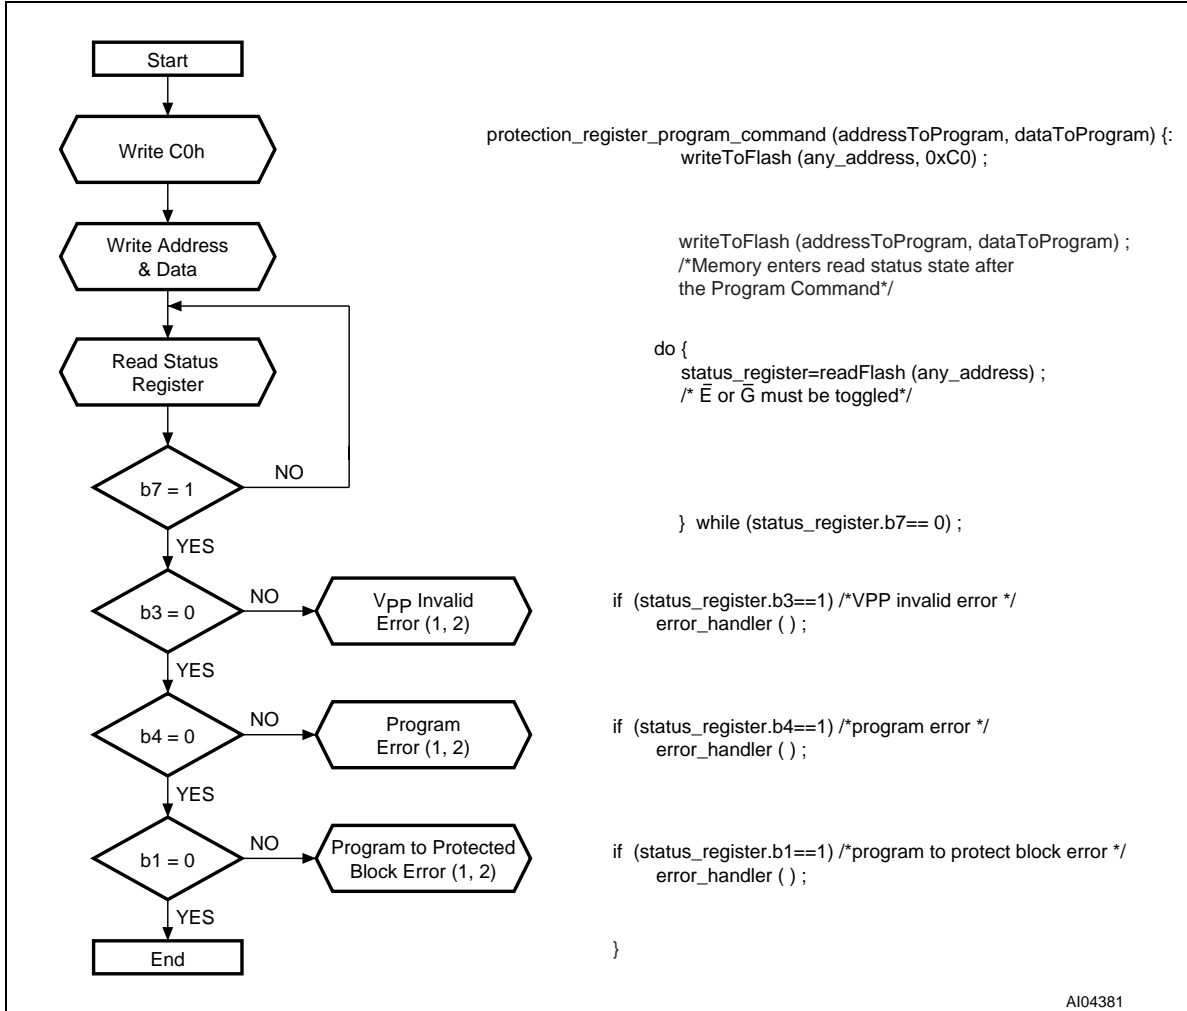 Start
Write C0h
protection_register_program_command (addressToProgram, dataToProgram) {:
writeToFlash (any_address, 0xC0) ;
Write Address
& Data
writeToFlash (addressToProgram, dataToProgram) ;
/*Memory enters read status state after
the Program Command*/
Read Status
Register
do {
status_register=readFlash (any_address) ;
/* E̅ or G̅ must be toggled*/
b7 = 1
NO
} while (status_register.b7== 0) ;
YES
b3 = 0
NO
VPP Invalid
Error (1, 2)
if (status_register.b3==1) /*VPP invalid error */
error_handler ( ) ;
YES
b4 = 0
NO
Program
Error (1, 2)
if (status_register.b4==1) /*program error */
error_handler ( ) ;
YES
b1 = 0
NO
Program to Protected
Block Error (1, 2)
if (status_register.b1==1) /*program to protect block error */
error_handler ( ) ;
YES
End
}
AI04381